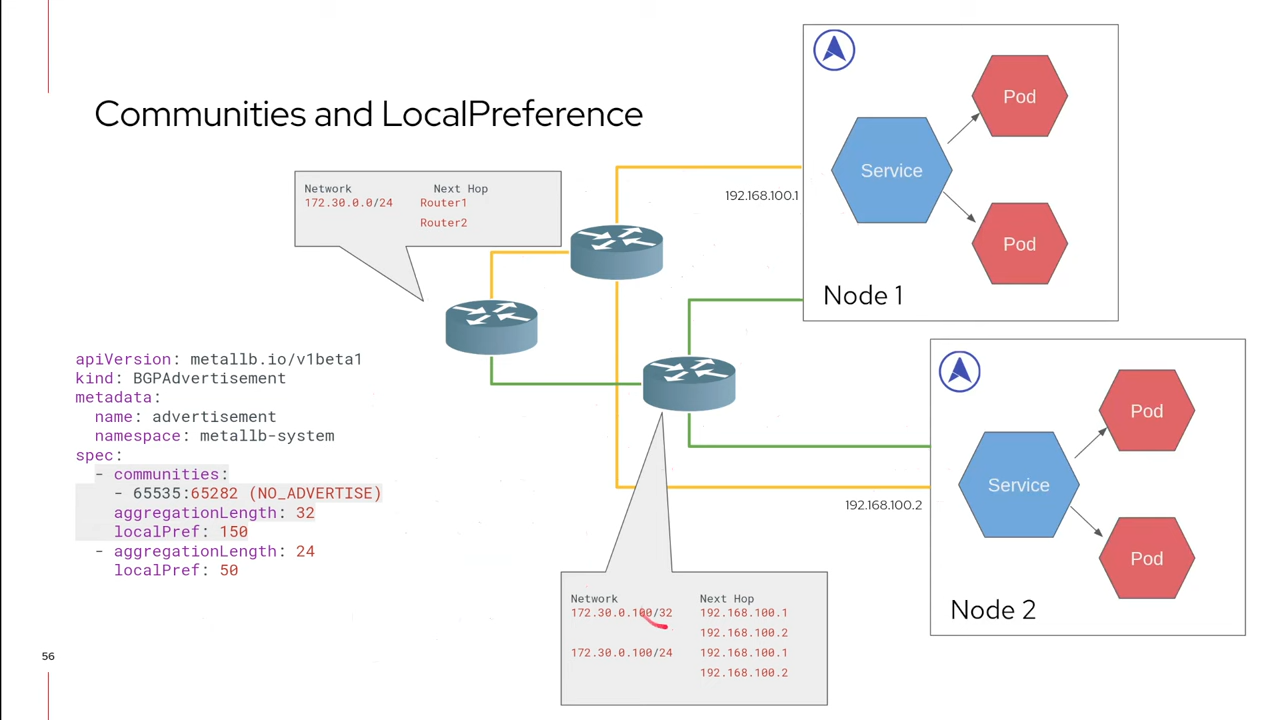 Communities and LocalPreference
Network Next Hop
172.30.0.0/24 Router1
Router2
192.168.100.1
Service
Pod
Pod
Node 1
apiVersion: metallb.io/v1beta1
kind: BGPAdvertisement
metadata:
name: advertisement
namespace: metallb-system
spec:
- communities:
- 65535:65282 (NO_ADVERTISE)
aggregationLength: 32
localPref: 150
- aggregationLength: 24
localPref: 50
192.168.100.2
Service
Pod
Pod
Node 2
Network Next Hop
172.30.0.100/32 192.168.100.1
192.168.100.2
172.30.0.100/24 192.168.100.1
192.168.100.2
56